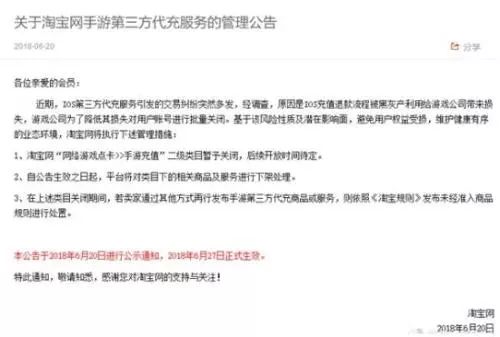 关于淘宝网手游第三方代充服务的管理公告
2018-06-20
分享
各位亲爱的会员：
近期，IOS第三方代充服务引发的交易纠纷突然多发，经调查，原因是IOS充值退款流程被黑灰产利用给游戏公司带来损
失，游戏公司为了降低其损失对用户账号进行批量关闭。基于该风险性质及潜在影响面，避免用户权益受损，维护健康有序
的业态环境，淘宝网将执行下述管理措施：
1、淘宝网“网络游戏点卡>>手游充值”二级类目暂予关闭，后续开放时间待定。
2、自公告生效之日起，平台将对目下的相关商品及服务进行下架处理。
3、在上述类目关闭期间，若卖家通过其他方式再行发布手游第三方代充商品或服务，则依照《淘宝规则》发布未经准入商品
规则进行处置。
本公告于2018年6月20日进行公示通知，2018年6月27日正式生效。
特此通知，敬请知悉，感谢您对淘宝网的支持与关注！
淘宝网
2018年6月20日